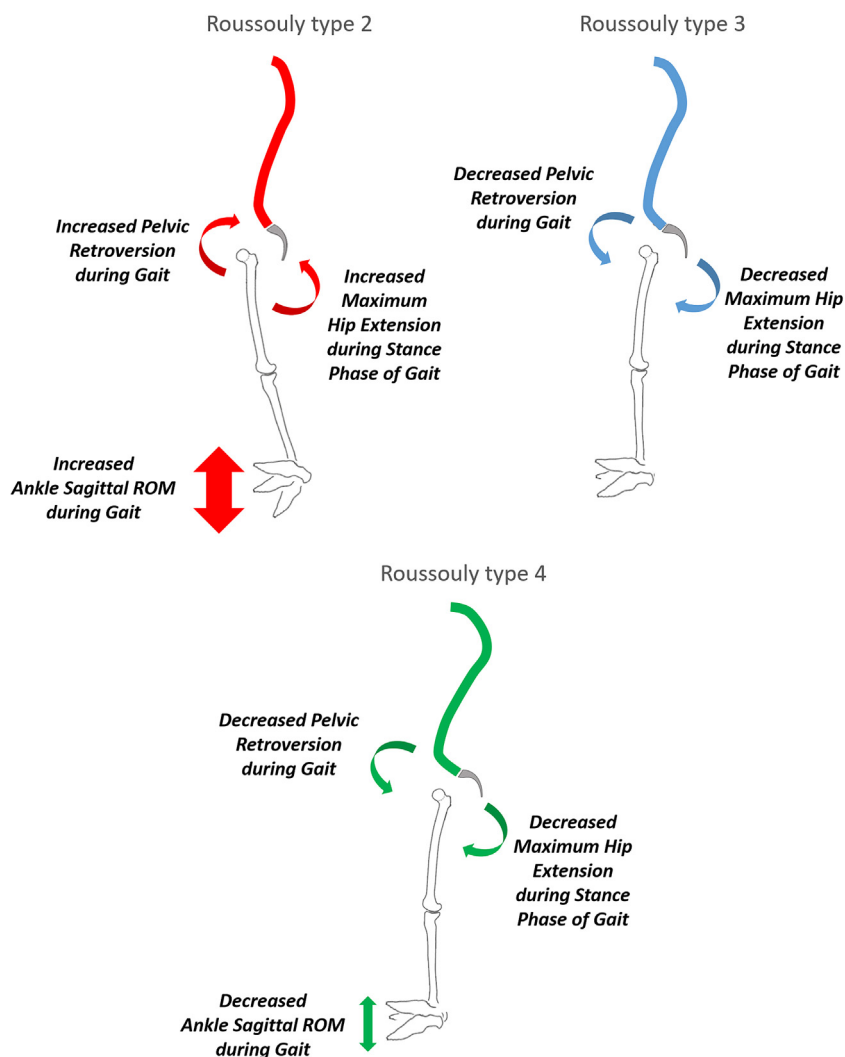 Roussouly type 2
Increased Pelvic
Retroversion
during Gait
Increased
Maximum
Hip Extension
during Stance
Phase of Gait
Increased
Ankle Sagittal ROM
during Gait
Roussouly type 3
Decreased Pelvic
Retroversion
during Gait
Decreased
Maximum Hip
Extension
during Stance
Phase of Gait
Roussouly type 4
Decreased Pelvic
Retroversion
during Gait
Decreased
Maximum Hip
Extension
during Stance
Phase of Gait
Decreased
Ankle Sagittal ROM
during Gait